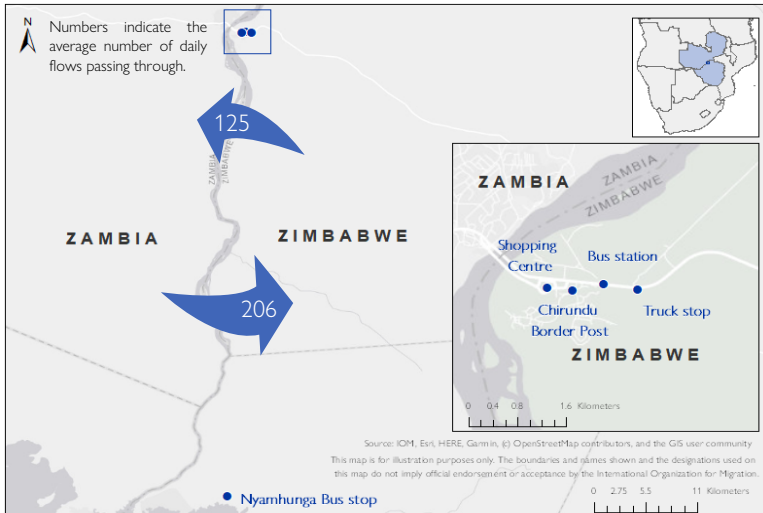 N
Numbers indicate the
average number of daily
flows passing through.
125
ZAMBIA
ZIMBABWE
ZAMBIA
ZIMBABWE
206
ZAMBIA
ZAMBIA
ZIMBABWE
Shopping
Centre
Bus station
Chirundu
Border Post
Truck stop
ZIMBABWE
0 0.4 0.8 1.6 Kilometers
Source: IOM, Esri, HERE, Garmin, (c) OpenStreetMap contributors, and the GIS user community
This map is for illustration purposes only. The boundaries and names shown and the designations used on
this map do not imply official endorsement or acceptance by the International Organization for Migration.
Nyamhunga Bus stop
0 2.75 5.5 11 Kilometers